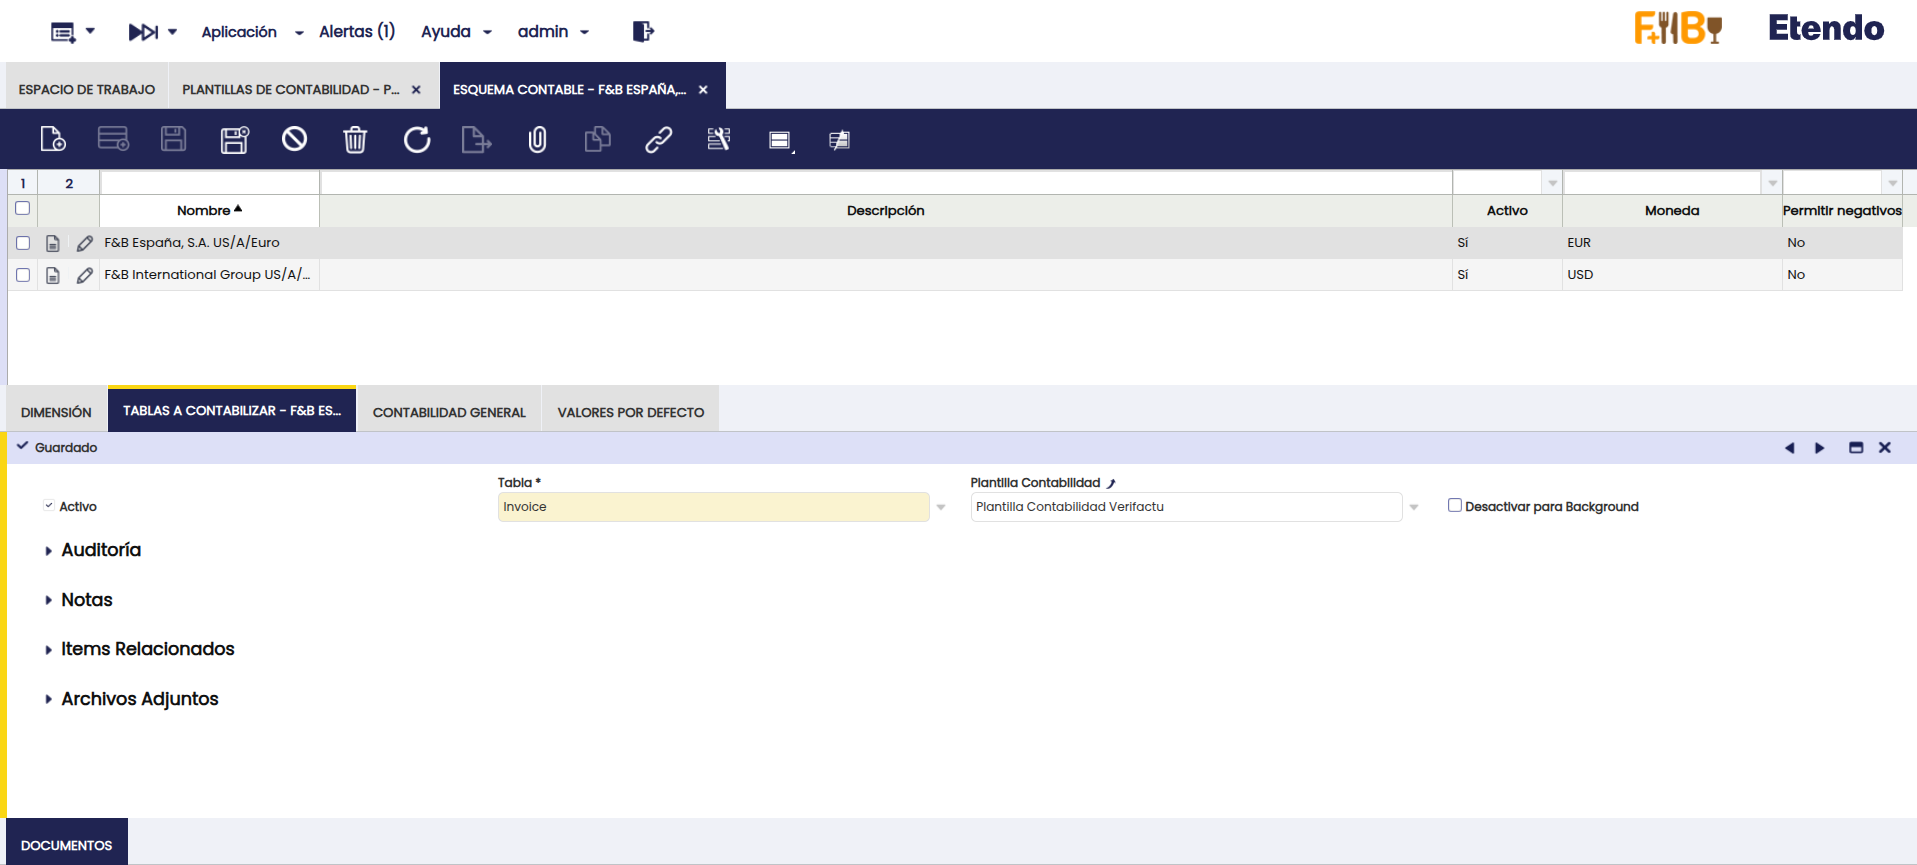 Aplicación Alertas (1) Ayuda admin F+B Etendo
ESPACIO DE TRABAJO PLANTILLAS DE CONTABILIDAD - P... ESQUEMA CONTABLE - F&B ESPAÑA,...
1 2
Nombre Descripción Activo Moneda Permitir negativos
F&B España, S.A. US/A/Euro Sí EUR No
F&B International Group US/A/... Sí USD No
DIMENSIÓN TABLAS A CONTABILIZAR - F&B ES... CONTABILIDAD GENERAL VALORES POR DEFECTO
Guardado
Tabla * Plantilla Contabilidad
Activo Invoice Plantilla Contabilidad Verifactu Desactivar para Background
Auditoría
Notas
Items Relacionados
Archivos Adjuntos
DOCUMENTOS